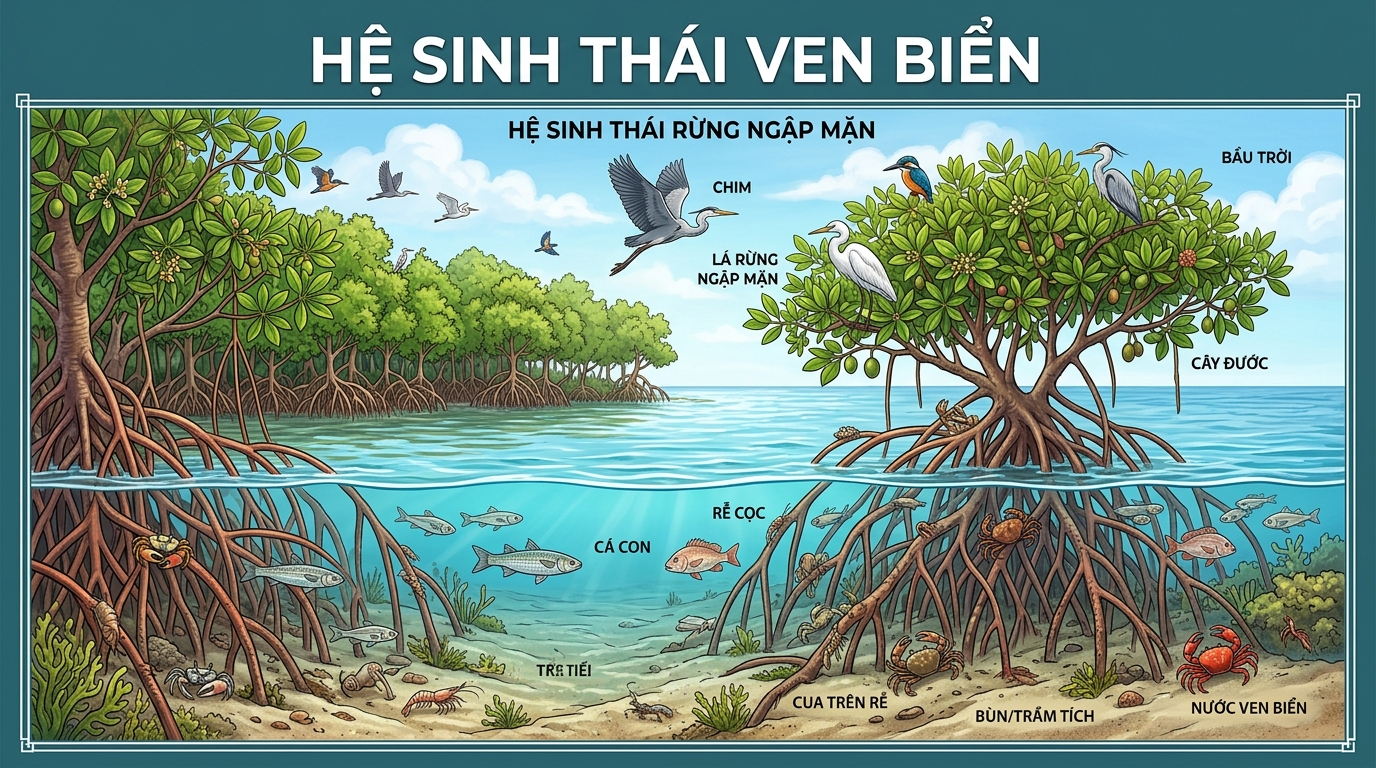 HỆ SINH THÁI VEN BIỂN
HỆ SINH THÁI RỪNG NGẬP MẶN
BẦU TRỜI
CHIM
LÁ RỪNG
NGẬP MẶN
CÂY ĐƯỚC
RỄ CỌC
CÁ CON
CUA TRÊN RỄ
BÙN/TRẦM TÍCH
NƯỚC VEN BIỂN